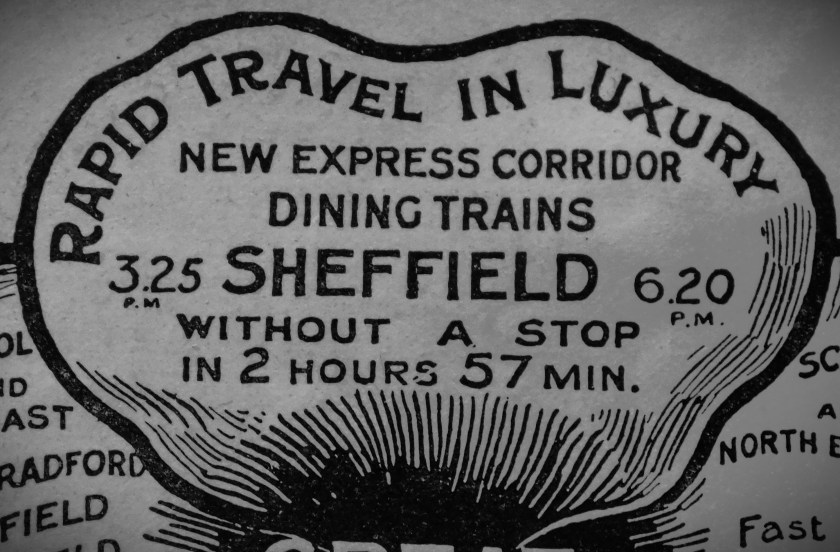 RAPID TRAVEL IN LUXURY
NEW EXPRESS CORRIDOR
DINING TRAINS
3.25 P.M SHEFFIELD 6.20 P.M.
WITHOUT A STOP
IN 2 HOURS 57 MIN.
OL
ND
AST
RADFORD
FIELD
SC
A
NORTH E
Fast
GREAT